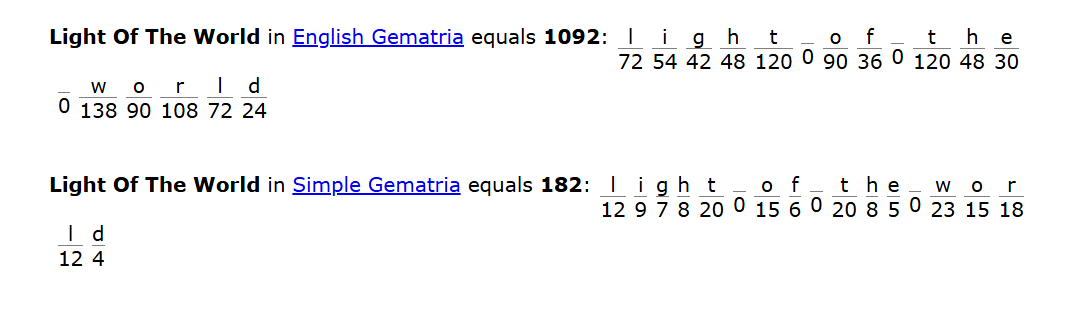 Light Of The World in English Gematria equals 1092: l i g h t _ o f _ t h e
72 54 42 48 120 0 90 36 0 120 48 30
_ w o r l d
0 138 90 108 72 24
Light Of The World in Simple Gematria equals 182: l i g h t _ o f _ t h e _ w o r
12 9 7 8 20 0 15 6 0 20 8 5 0 23 15 18
l d
12 4